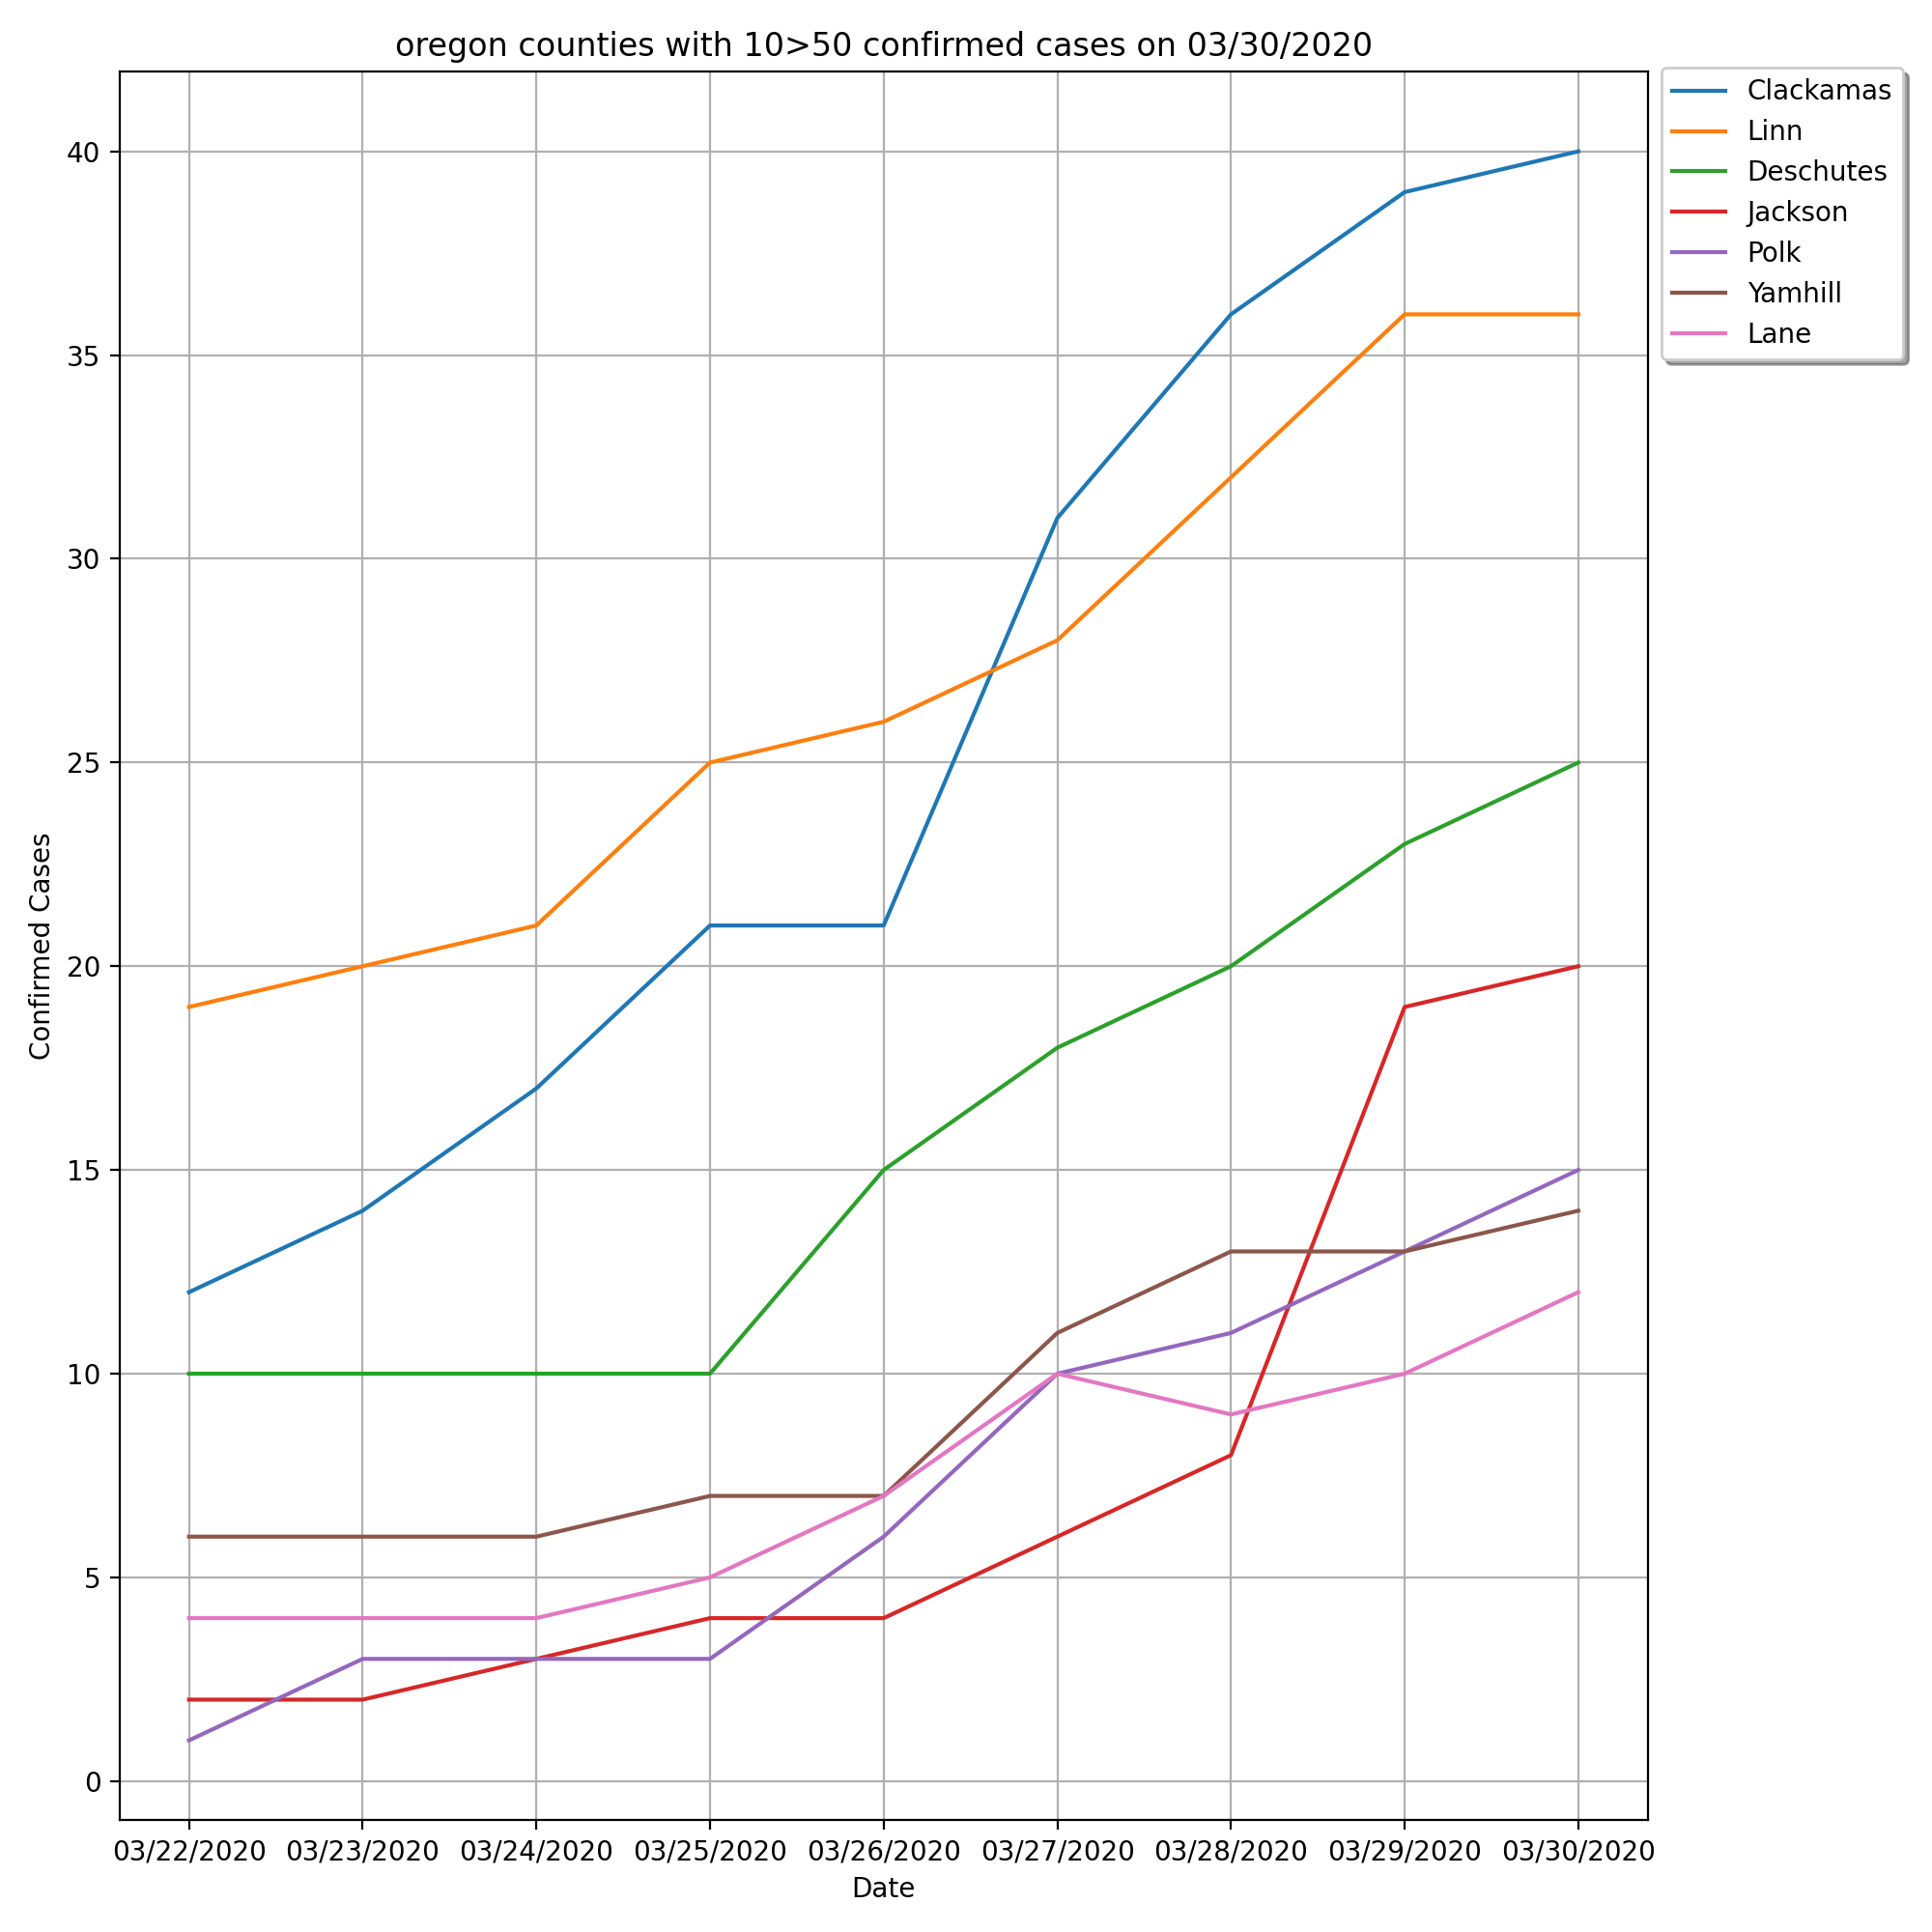 oregon counties with 10>50 confirmed cases on 03/30/2020
Clackamas
Linn
Deschutes
Jackson
Polk
Yamhill
Lane
Confirmed Cases
40
35
30
25
20
15
10
5
0
03/22/2020 03/23/2020 03/24/2020 03/25/2020 03/26/2020 03/27/2020 03/28/2020 03/29/2020 03/30/2020
Date